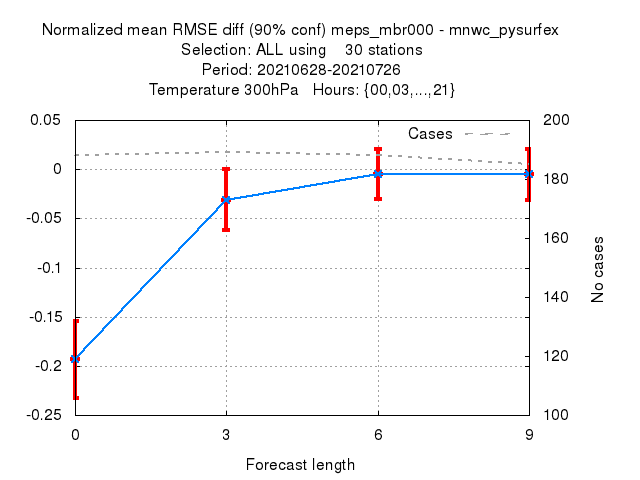 Normalized mean RMSE diff (90% conf) meps_mbr000 - mnwc_pysurfex
Selection: ALL using    30 stations
Period: 20210628-20210726
Temperature 300hPa   Hours: {00,03,...,21}
0.05
0
-0.05
-0.1
-0.15
-0.2
-0.25
Cases
200
180
160
140
120
100
No cases
0 3 6 9
Forecast length